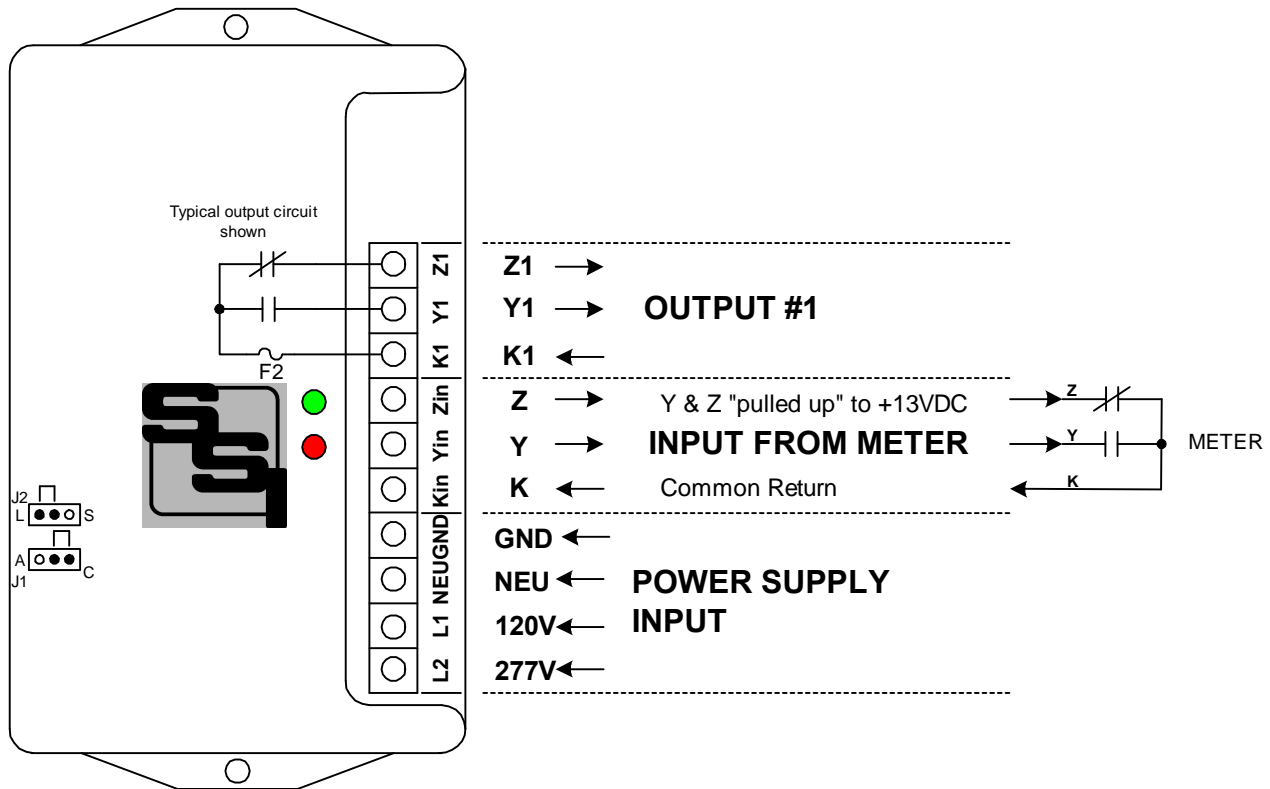 Typical output circuit
shown
Z1
Y1
K1
Zin
Yin
Kin
GND
NEU
L1
L2
F2
SSI
J2
L S
A C
J1
Z1
Y1 OUTPUT #1
K1
Z Y & Z "pulled up" to +13VDC
Y INPUT FROM METER
K Common Return
Z
Y METER
K
GND
NEU POWER SUPPLY
120V INPUT
277V